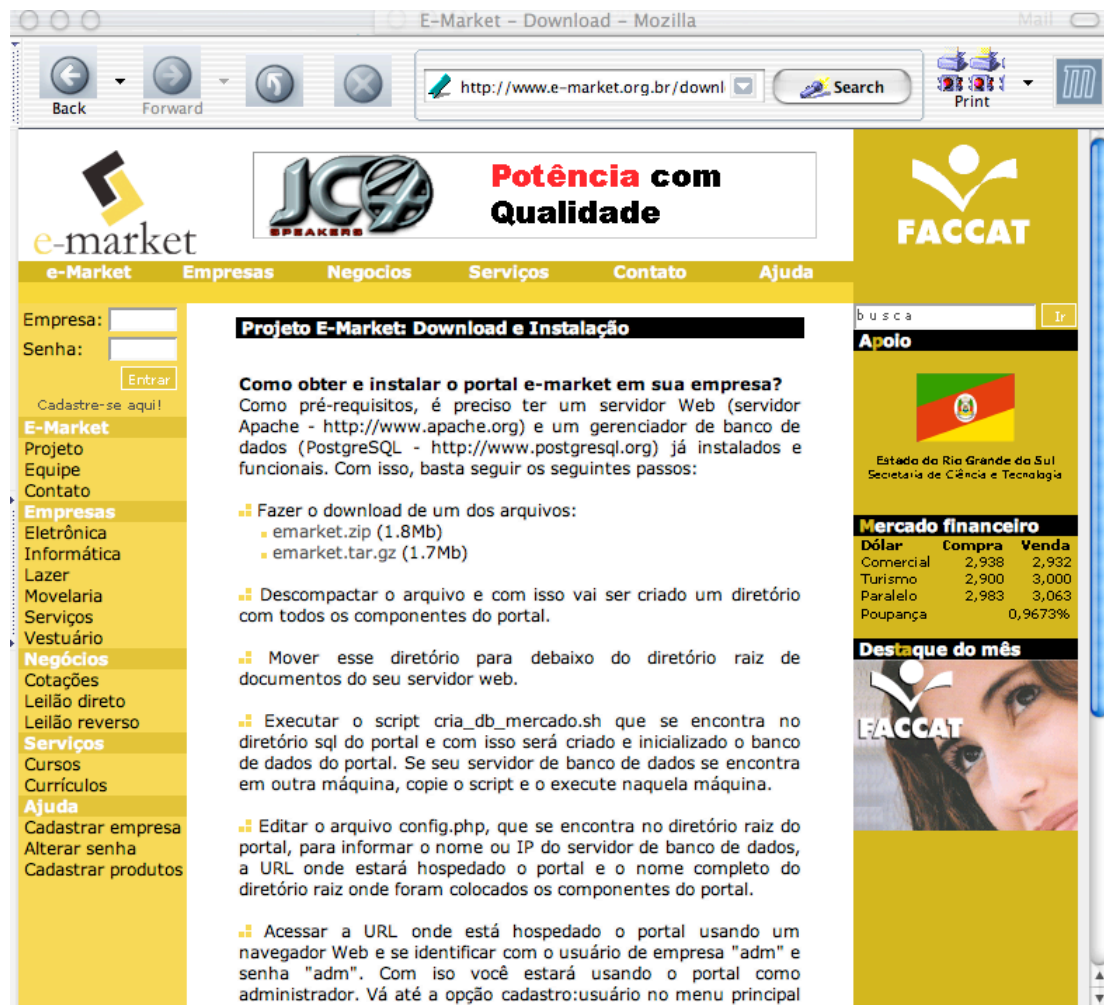 E-Market – Download – Mozilla
Mail
Back
Forward
http://www.e-market.org.br/downl
Search
Print
e-market
JCA
SPEAKERS
Potência com
Qualidade
FACCAT
e-Market Empresas Negocios Serviços Contato Ajuda
Empresa:
Senha:
Entrar
Cadastre-se aqui!
E-Market
Projeto
Equipe
Contato
Empresas
Eletrônica
Informática
Lazer
Movelaria
Serviços
Vestuário
Negócios
Cotações
Leilão direto
Leilão reverso
Serviços
Cursos
Currículos
Ajuda
Cadastrar empresa
Alterar senha
Cadastrar produtos
Projeto E-Market: Download e Instalação
Como obter e instalar o portal e-market em sua empresa?
Como pré-requisitos, é preciso ter um servidor Web (servidor
Apache - http://www.apache.org) e um gerenciador de banco de
dados (PostgreSQL - http://www.postgresql.org) já instalados e
funcionais. Com isso, basta seguir os seguintes passos:
Fazer o download de um dos arquivos:
emarket.zip (1.8Mb)
emarket.tar.gz (1.7Mb)
Descompactar o arquivo e com isso vai ser criado um diretório
com todos os componentes do portal.
Mover esse diretório para debaixo do diretório raiz de
documentos do seu servidor web.
Executar o script cria_db_mercado.sh que se encontra no
diretório sql do portal e com isso será criado e inicializado o banco
de dados do portal. Se seu servidor de banco de dados se encontra
em outra máquina, copie o script e o execute naquela máquina.
Editar o arquivo config.php, que se encontra no diretório raiz do
portal, para informar o nome ou IP do servidor de banco de dados,
a URL onde estará hospedado o portal e o nome completo do
diretório raiz onde foram colocados os componentes do portal.
Acessar a URL onde está hospedado o portal usando um
navegador Web e se identificar com o usuário de empresa "adm" e
senha "adm". Com iso você estará usando o portal como
administrador. Vá até a opção cadastro:usuário no menu principal
busca
Ir
Apoio
Estado do Rio Grande do Sul
Secretaria de Ciência e Tecnologia
Mercado financeiro
Dólar Compra Venda
Comercial 2,938 2,932
Turismo 2,900 3,000
Paralelo 2,983 3,063
Poupança 0,9673%
Destaque do mês
FACCAT